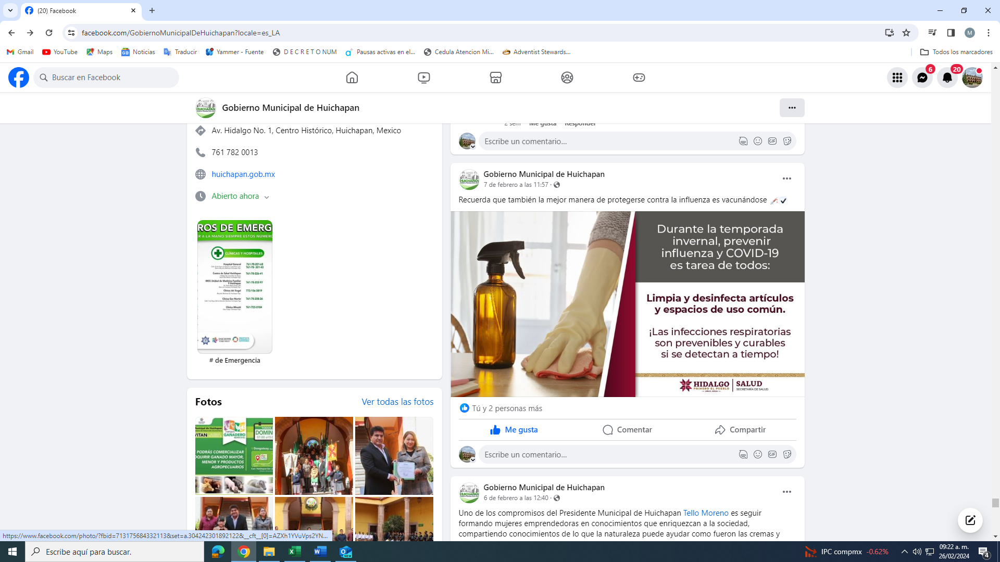 (20) Facebook
facebook.com/GobiernoMunicipalDeHuichapan?locale=es_LA
Gmail
YouTube
Maps
Noticias
Traducir
Yammer - Fuente
D E C R E T O NUM
Pausas activas en el...
Cedula Atencion Mi...
Adventist Stewards...
Todos los marcadores
Buscar en Facebook
6
20
Gobierno Municipal de Huichapan
Av. Hidalgo No. 1, Centro Histórico, Huichapan, Mexico
761 782 0013
huichapan.gob.mx
Abierto ahora
ROS DE EMERG
R A LA MANO SIEMPRE ESTOS NÚMERO
CLÍNICAS Y HOSPITALES
Hospital General 761-78-201-68
761-78-201-43
Centro de Salud Huichapan 761-78-226-41
IMSS Unidad de Medicina Familiar
9 Huichapan 761-78-202-97
Clínica del Ángel 773-106-0819
Clínica San Martín 761-78-208-26
Clínica Minutti 761-723-0184
# de Emergencia
Fotos
Ver todas las fotos
Municipal de Huichapan
VITAN
GANADERO
TODOS
DOMIN
07:00
PODRÁS COMERCIALIZAR
QUIRIR GANADO MAYOR,
MENOR Y PRODUCTOS
AGROPECUARIOS
2 sem Me gusta Responder
Escribe un comentario...
Gobierno Municipal de Huichapan
7 de febrero a las 11:57 ·
Recuerda que también la mejor manera de protegerse contra la influenza es vacunándose
Durante la temporada
invernal, prevenir
influenza y COVID-19
es tarea de todos:
Limpia y desinfecta artículos
y espacios de uso común.
¡Las infecciones respiratorias
son prevenibles y curables
si se detectan a tiempo!
HIDALGO
PRIMERO EL PUEBLO
2022-2028
SALUD
SECRETARÍA DE SALUD
Tú y 2 personas más
Me gusta
Comentar
Compartir
Escribe un comentario...
Gobierno Municipal de Huichapan
6 de febrero a las 12:40 ·
Uno de los compromisos del Presidente Municipal de Huichapan Tello Moreno es seguir
formando mujeres emprendedoras en conocimientos que enriquezcan a la sociedad,
compartiendo conocimientos de lo que la naturaleza puede ayudar como fueron las cremas y
https://www.facebook.com/photo/?fbid=713175684332113&set=a.304242301892122&__cft__[0]=AZXh1YVuVps2YN...
Escribe aquí para buscar.
IPC compmx -0.62%
09:22 a. m.
26/02/2024
4